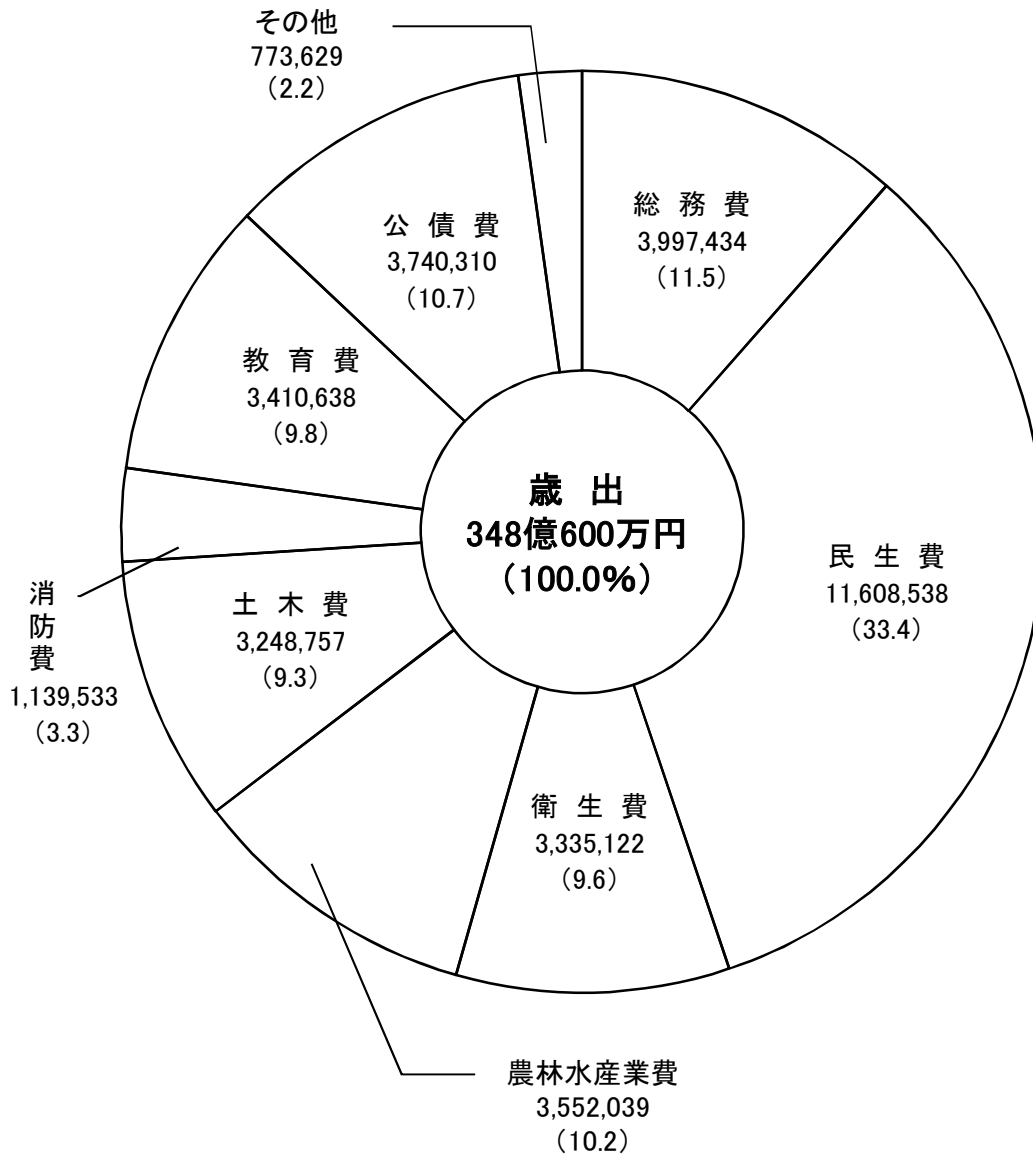 その他
773,629
(2.2)
総 務 費
3,997,434
(11.5)
民 生 費
11,608,538
(33.4)
衛 生 費
3,335,122
(9.6)
農林水産業費
3,552,039
(10.2)
土 木 費
3,248,757
(9.3)
消
防
費
1,139,533
(3.3)
教 育 費
3,410,638
(9.8)
公 債 費
3,740,310
(10.7)
歳 出
348億600万円
(100.0%)